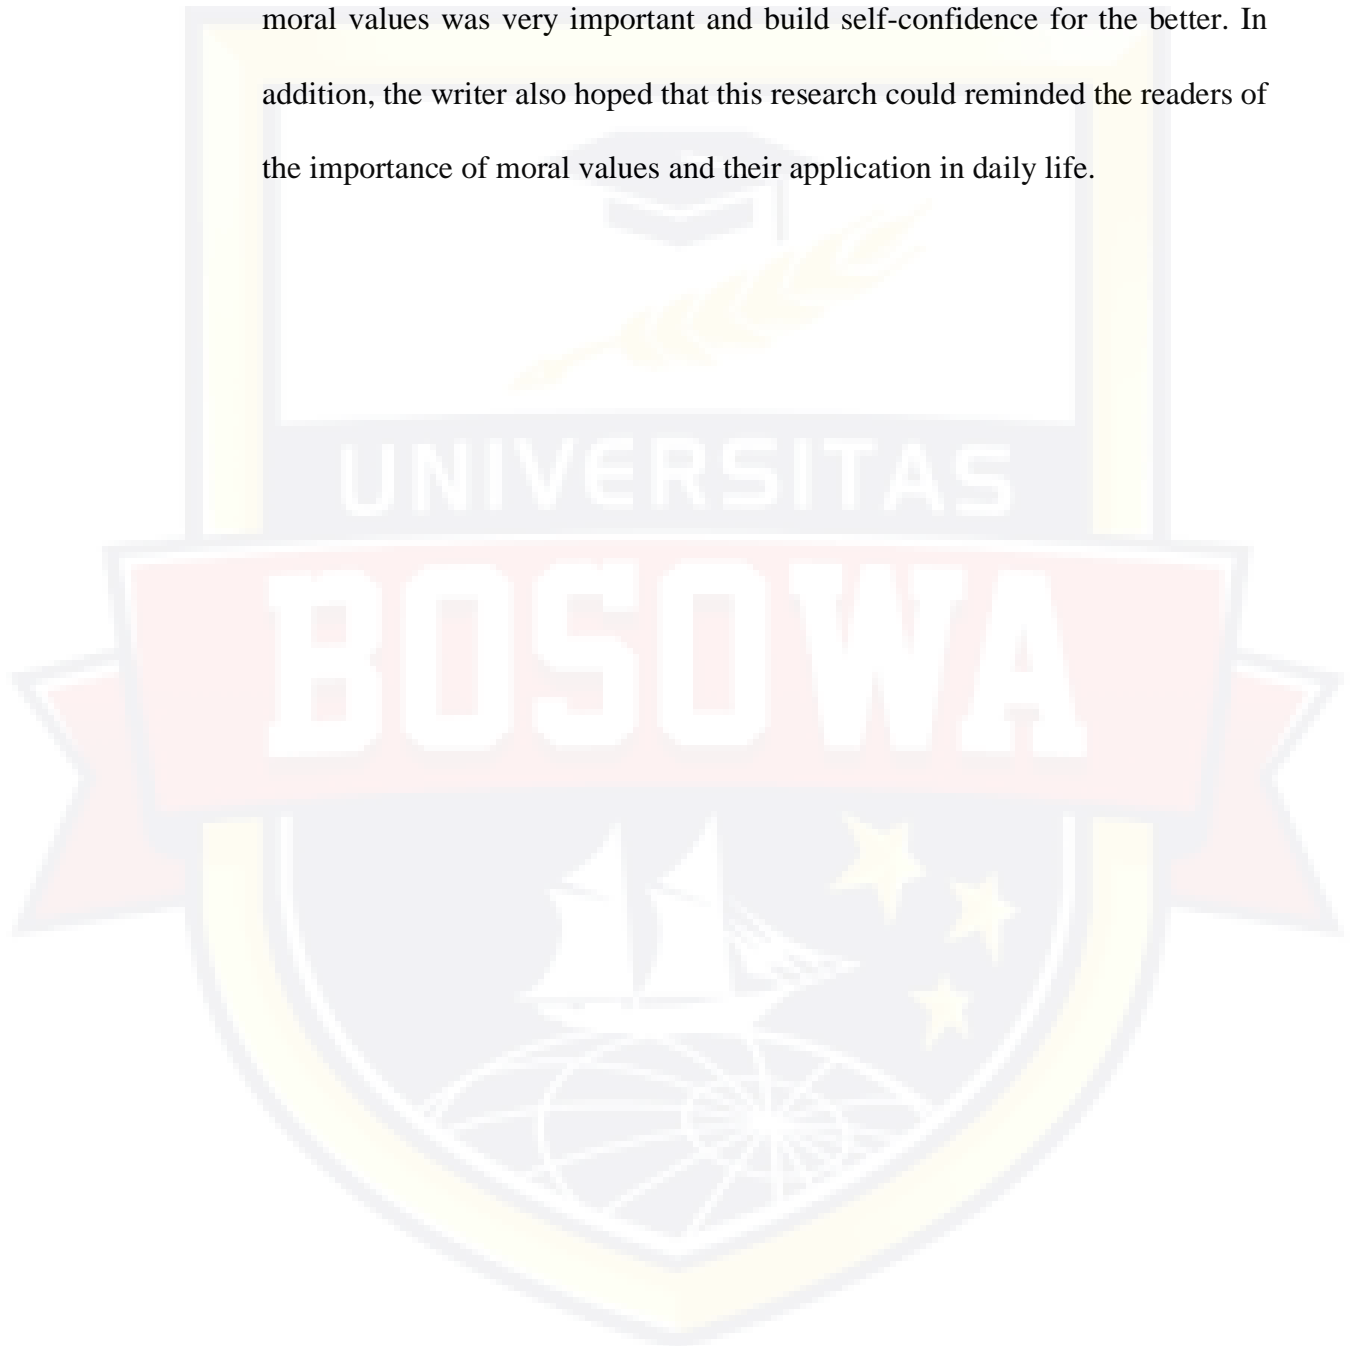 moral values was very important and build self-confidence for the better. In
addition, the writer also hoped that this research could reminded the readers of
the importance of moral values and their application in daily life.
UNIVERSITAS
BOSOWA